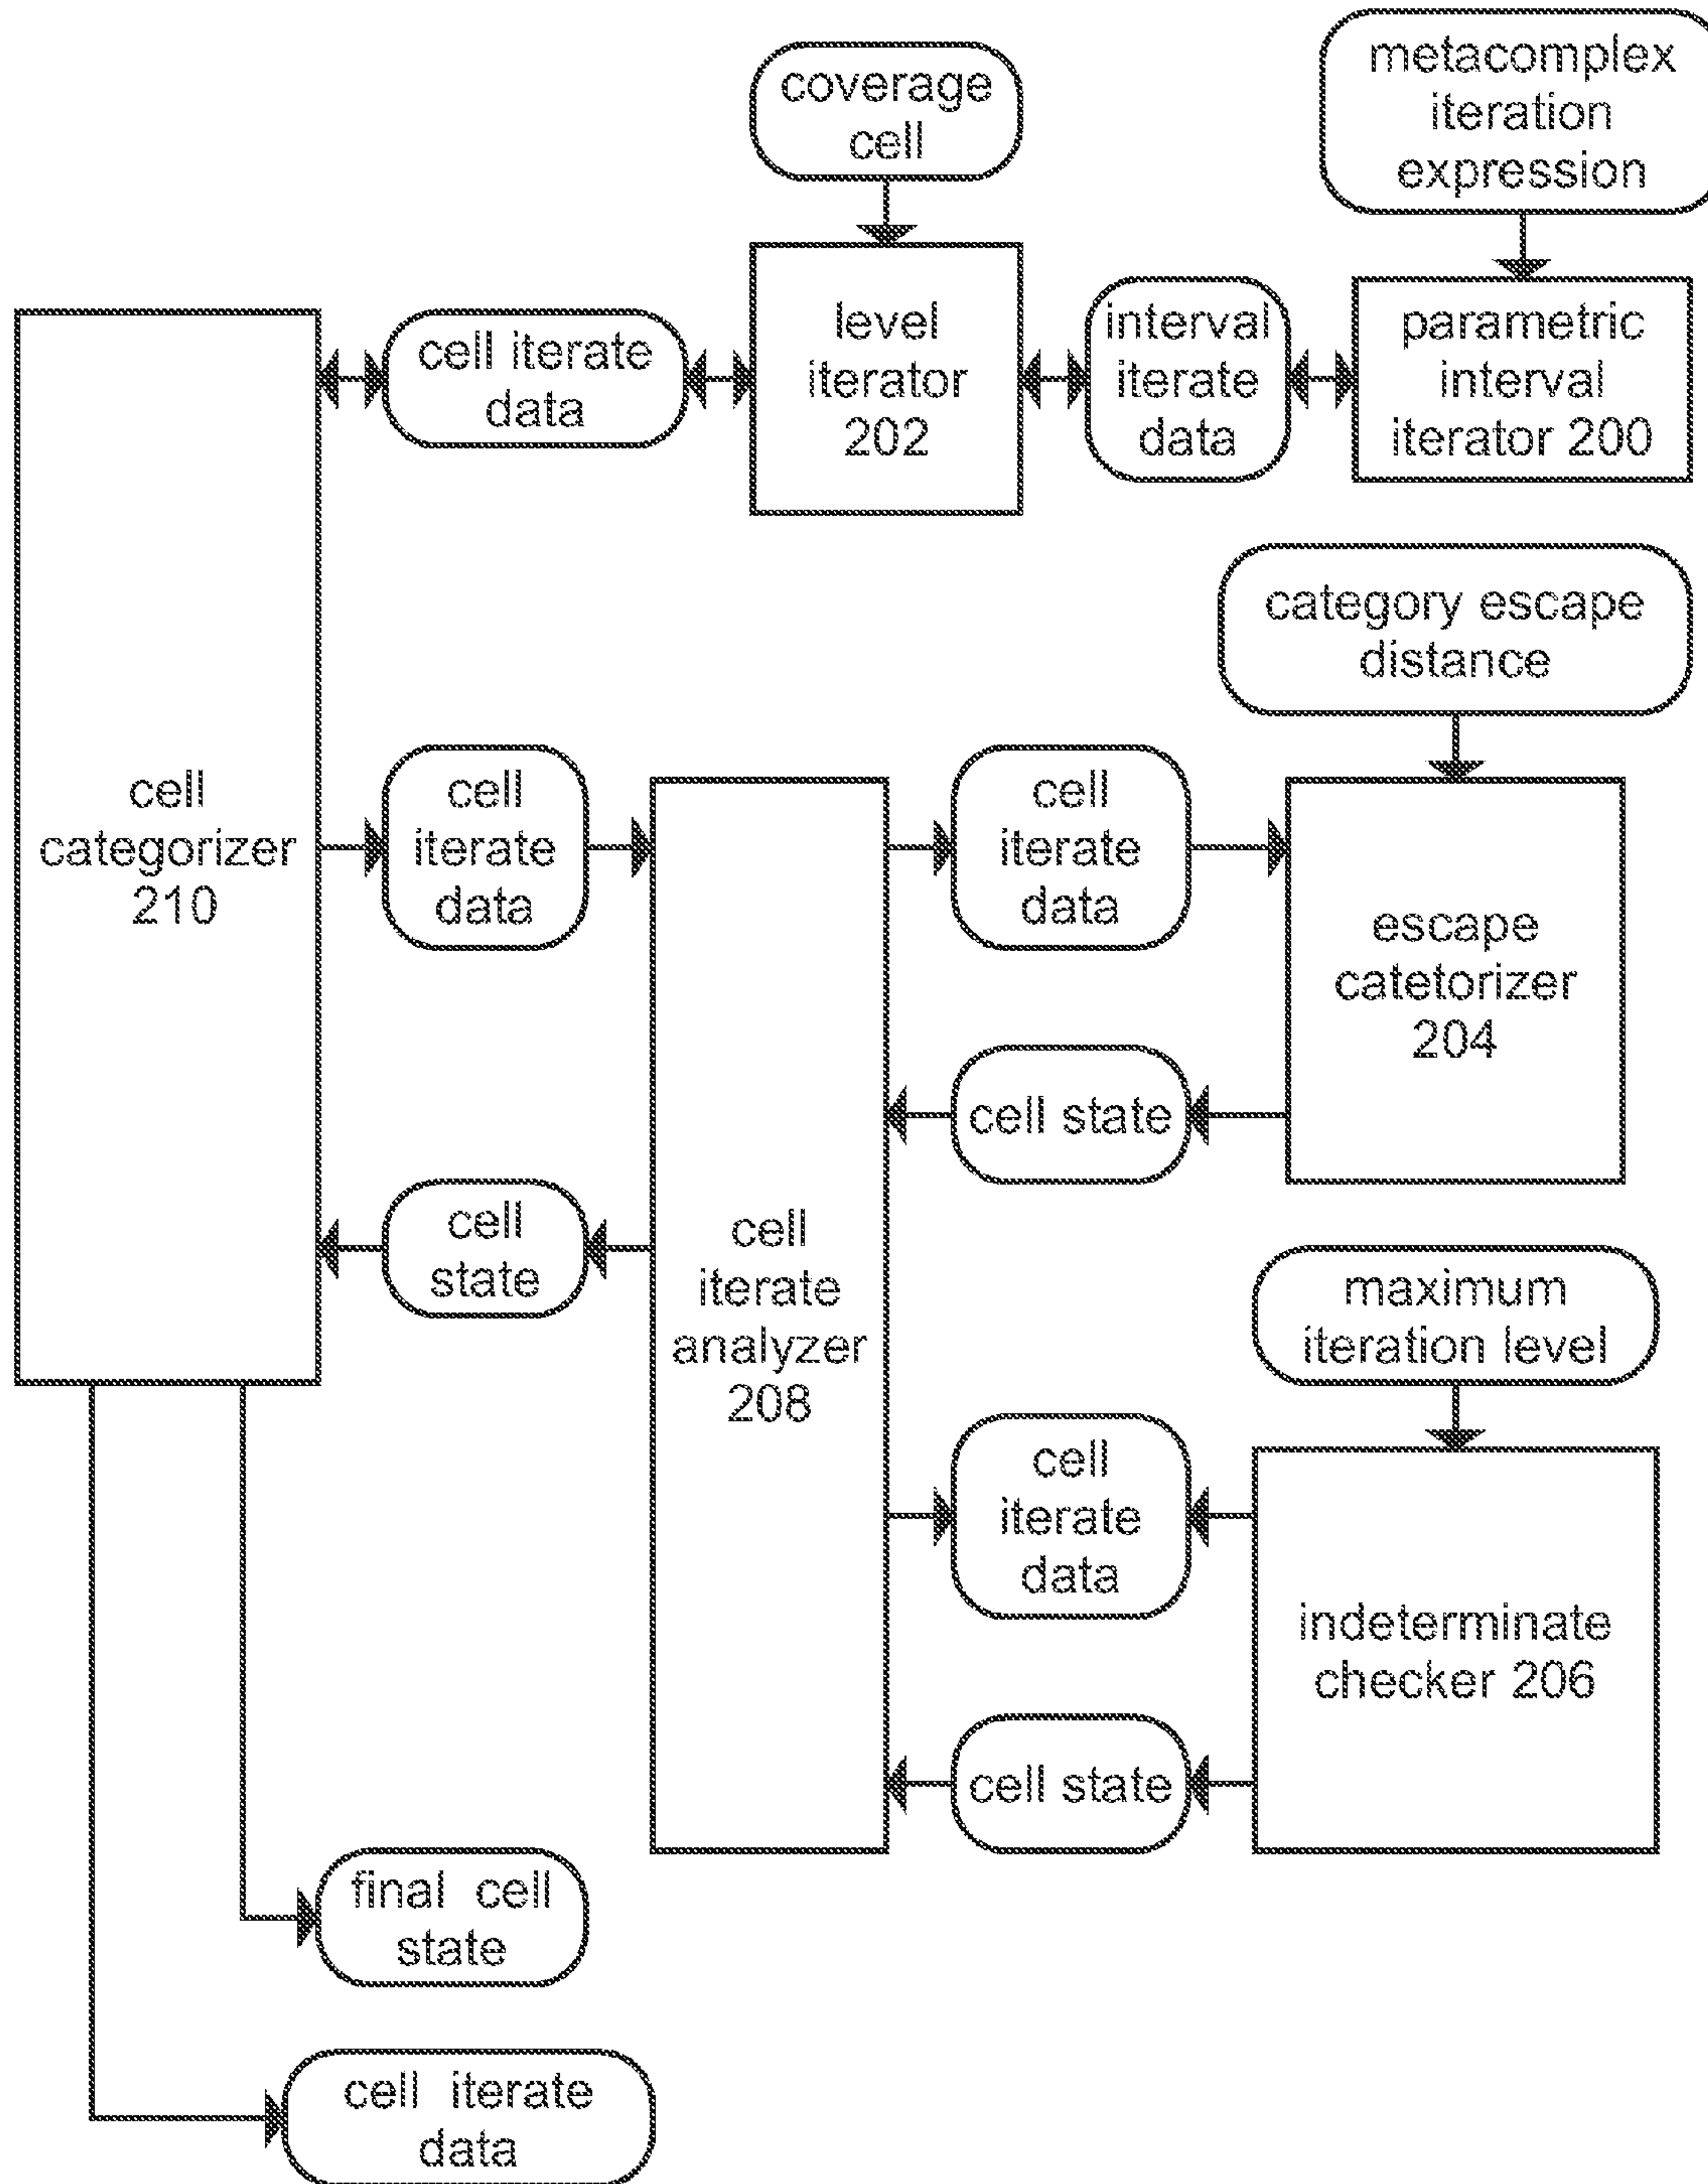 coverage
cell
metacomplex
iteration
expression
cell iterate
data
level
iterator
202
interval
iterate
data
parametric
interval
iterator 200
category escape
distance
cell
categorizer
210
cell
iterate
data
cell
iterate
data
escape
catetorizer
204
cell state
cell
state
cell
iterate
analyzer
208
maximum
iteration level
cell
iterate
data
indeterminate
checker 206
cell state
final cell
state
cell iterate
data